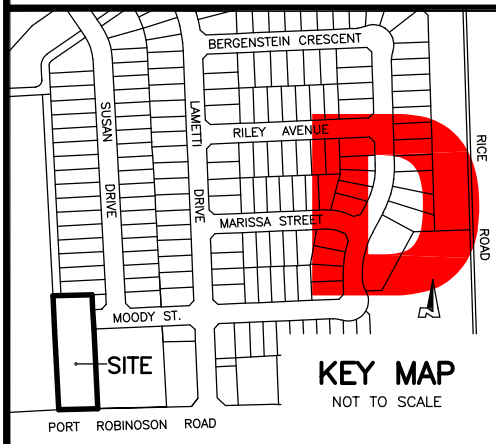 BERGENSTEIN CRESCENT
RILEY AVENUE
MARISSA STREET
SUSAN DRIVE
LAMETTI DRIVE
RICE ROAD
MOODY ST.
SITE
PORT ROBINOSON ROAD
D
N
KEY MAP
NOT TO SCALE